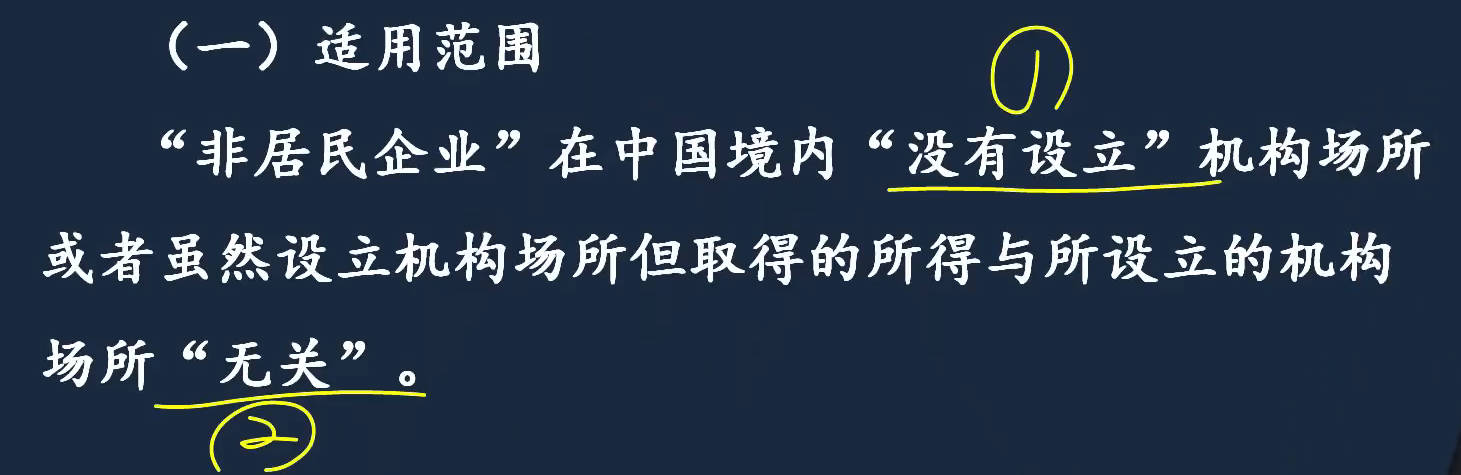 （一）适用范围
①
“非居民企业”在中国境内“没有设立”机构场所
或者虽然设立机构场所但取得的所得与所设立的机构
场所“无关”。
②